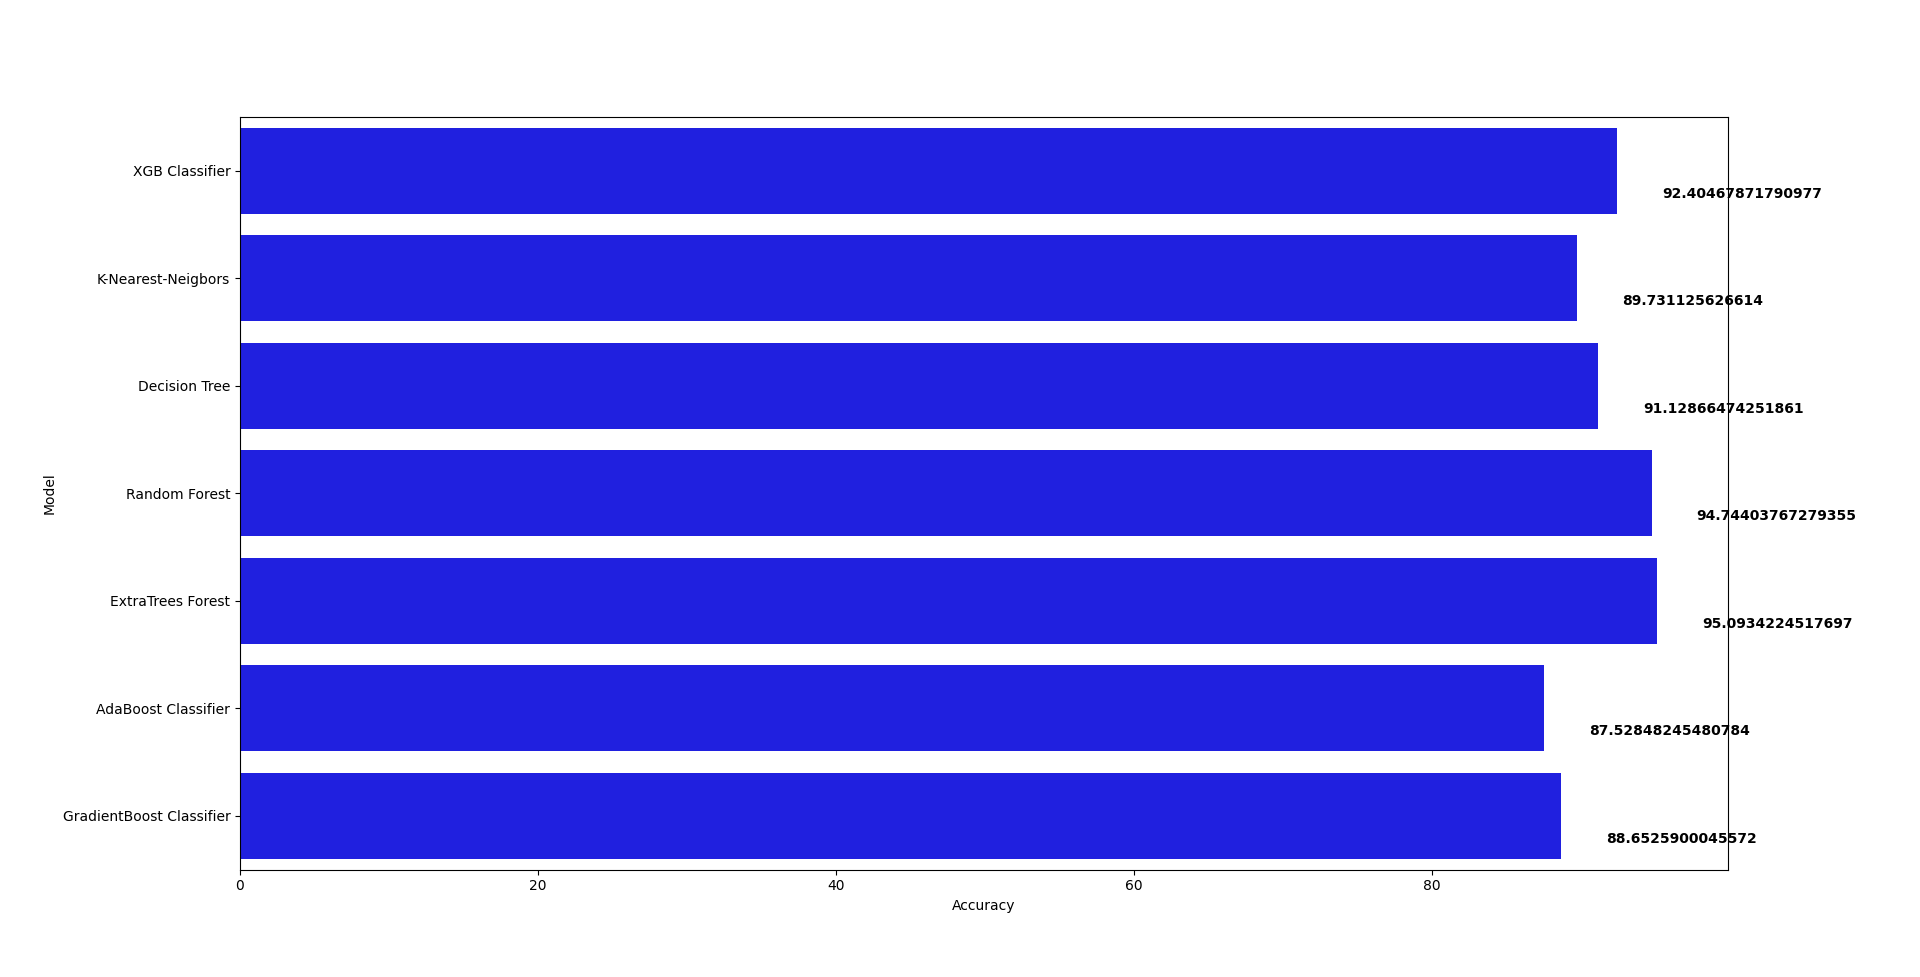 XGB Classifier
92.40467871790977
K-Nearest-Neigbors
89.731125626614
Decision Tree
91.12866474251861
Model
Random Forest
94.74403767279355
ExtraTrees Forest
95.0934224517697
AdaBoost Classifier
87.52848245480784
GradientBoost Classifier
88.6525900045572
0 20 40 60 80
Accuracy